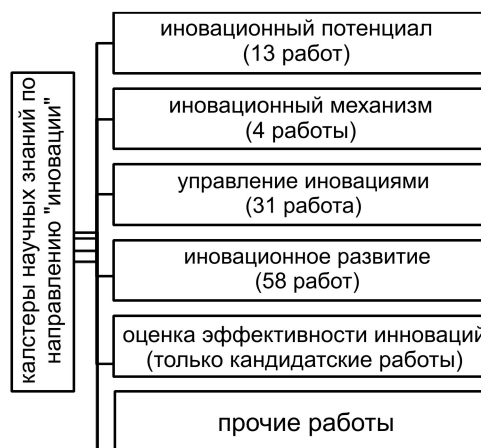 калстеры научных знаний по
направлению "иновации"
иновационный потенциал
(13 работ)
иновационный механизм
(4 работы)
управление иновациями
(31 работа)
иновационное развитие
(58 работ)
оценка эффективности инноваций
(только кандидатские работы)
прочие работы